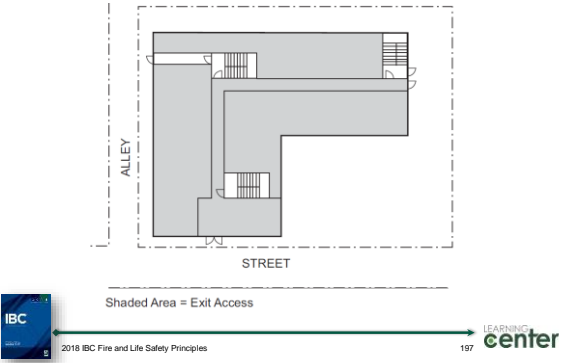 ALLEY
STREET
Shaded Area = Exit Access
IBC
2018 IBC Fire and Life Safety Principles
197
LEARNING
center